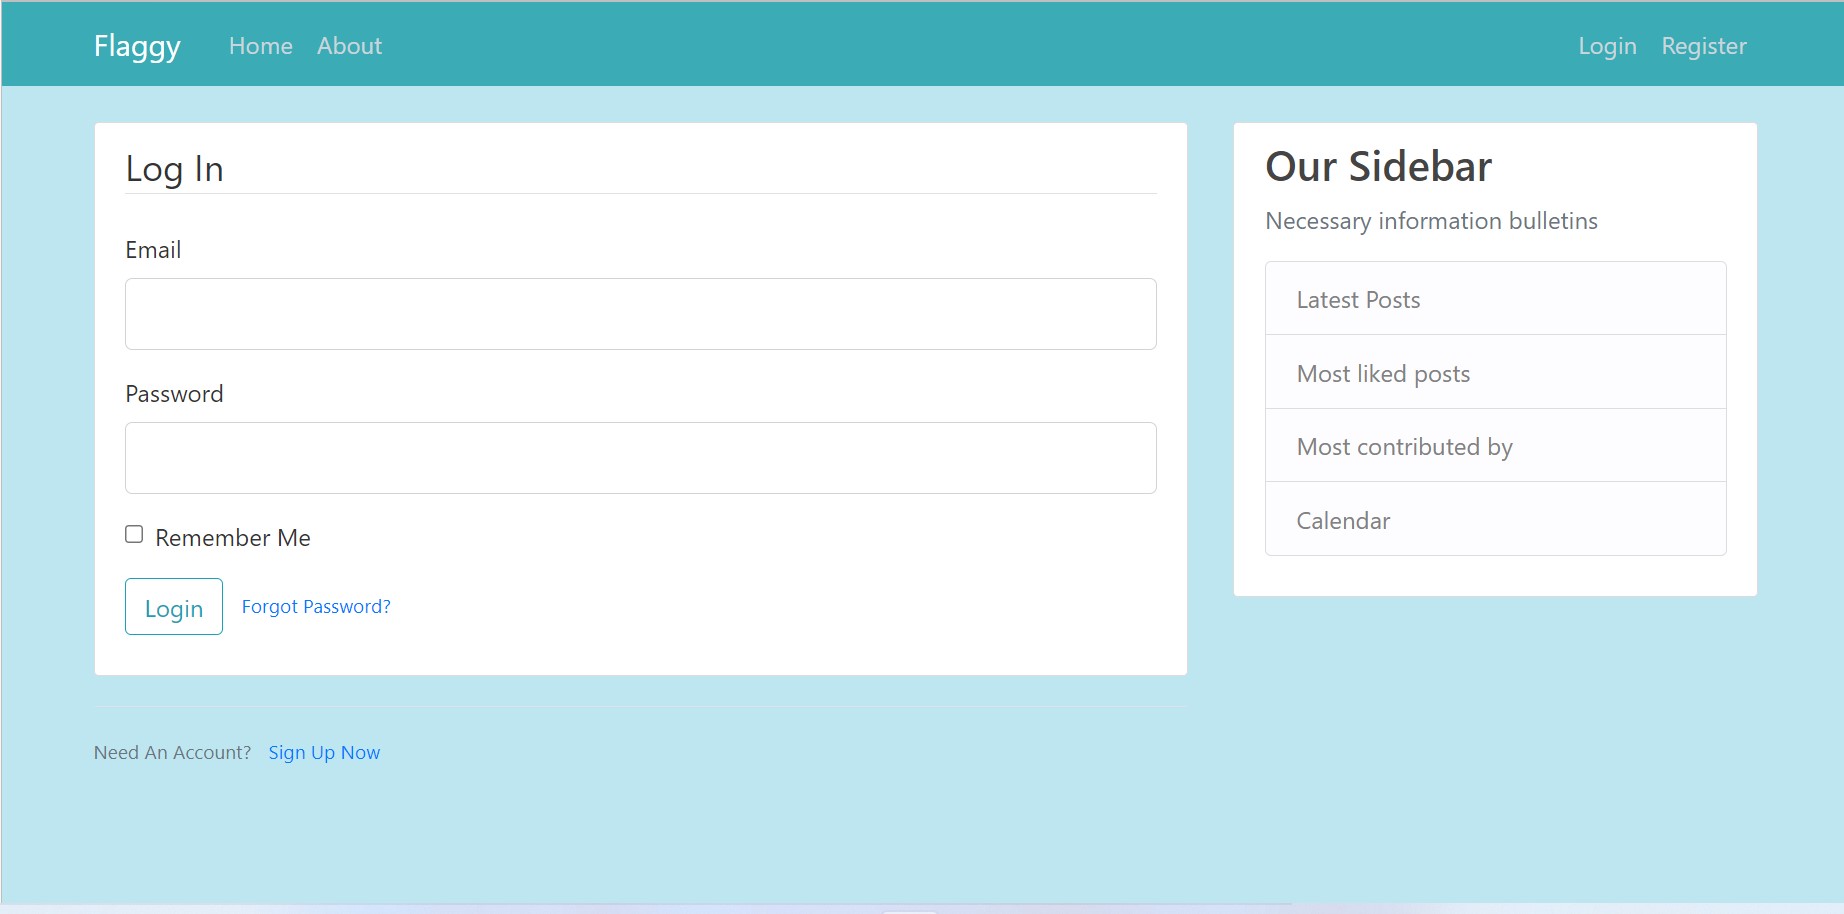 Flaggy Home About Login Register
Log In
Email
Password
Remember Me
Login Forgot Password?
Need An Account? Sign Up Now
Our Sidebar
Necessary information bulletins
Latest Posts
Most liked posts
Most contributed by
Calendar